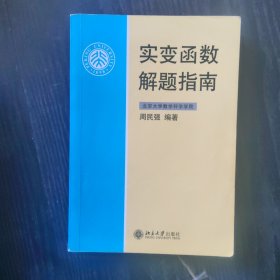 实变函数
解题指南
北京大学数学科学学院
周民强 编著
北京大学出版社